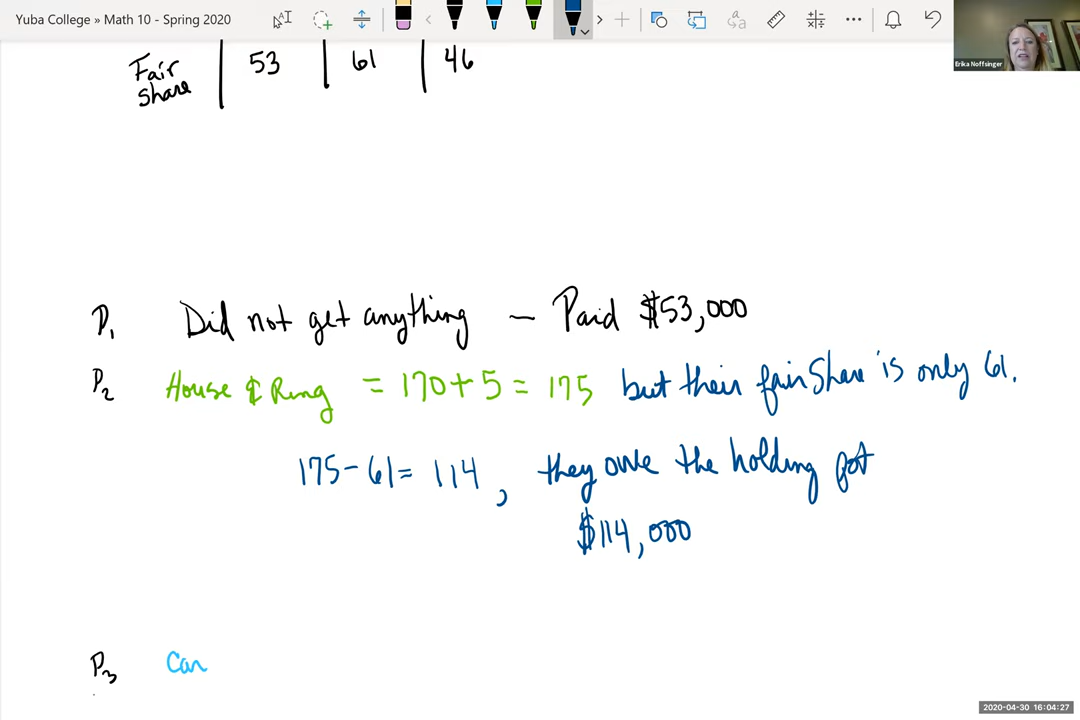 Yuba College » Math 10 - Spring 2020
Erika Noffsinger
Fair share | 53 | 61 | 46
P1 Did not get anything — Paid $53,000
P2 House & Ring = 170 + 5 = 175 but their fair share is only 61.
175 - 61 = 114, they owe the holding pot
$114,000
P3 Car
2020-04-30 16:04:27